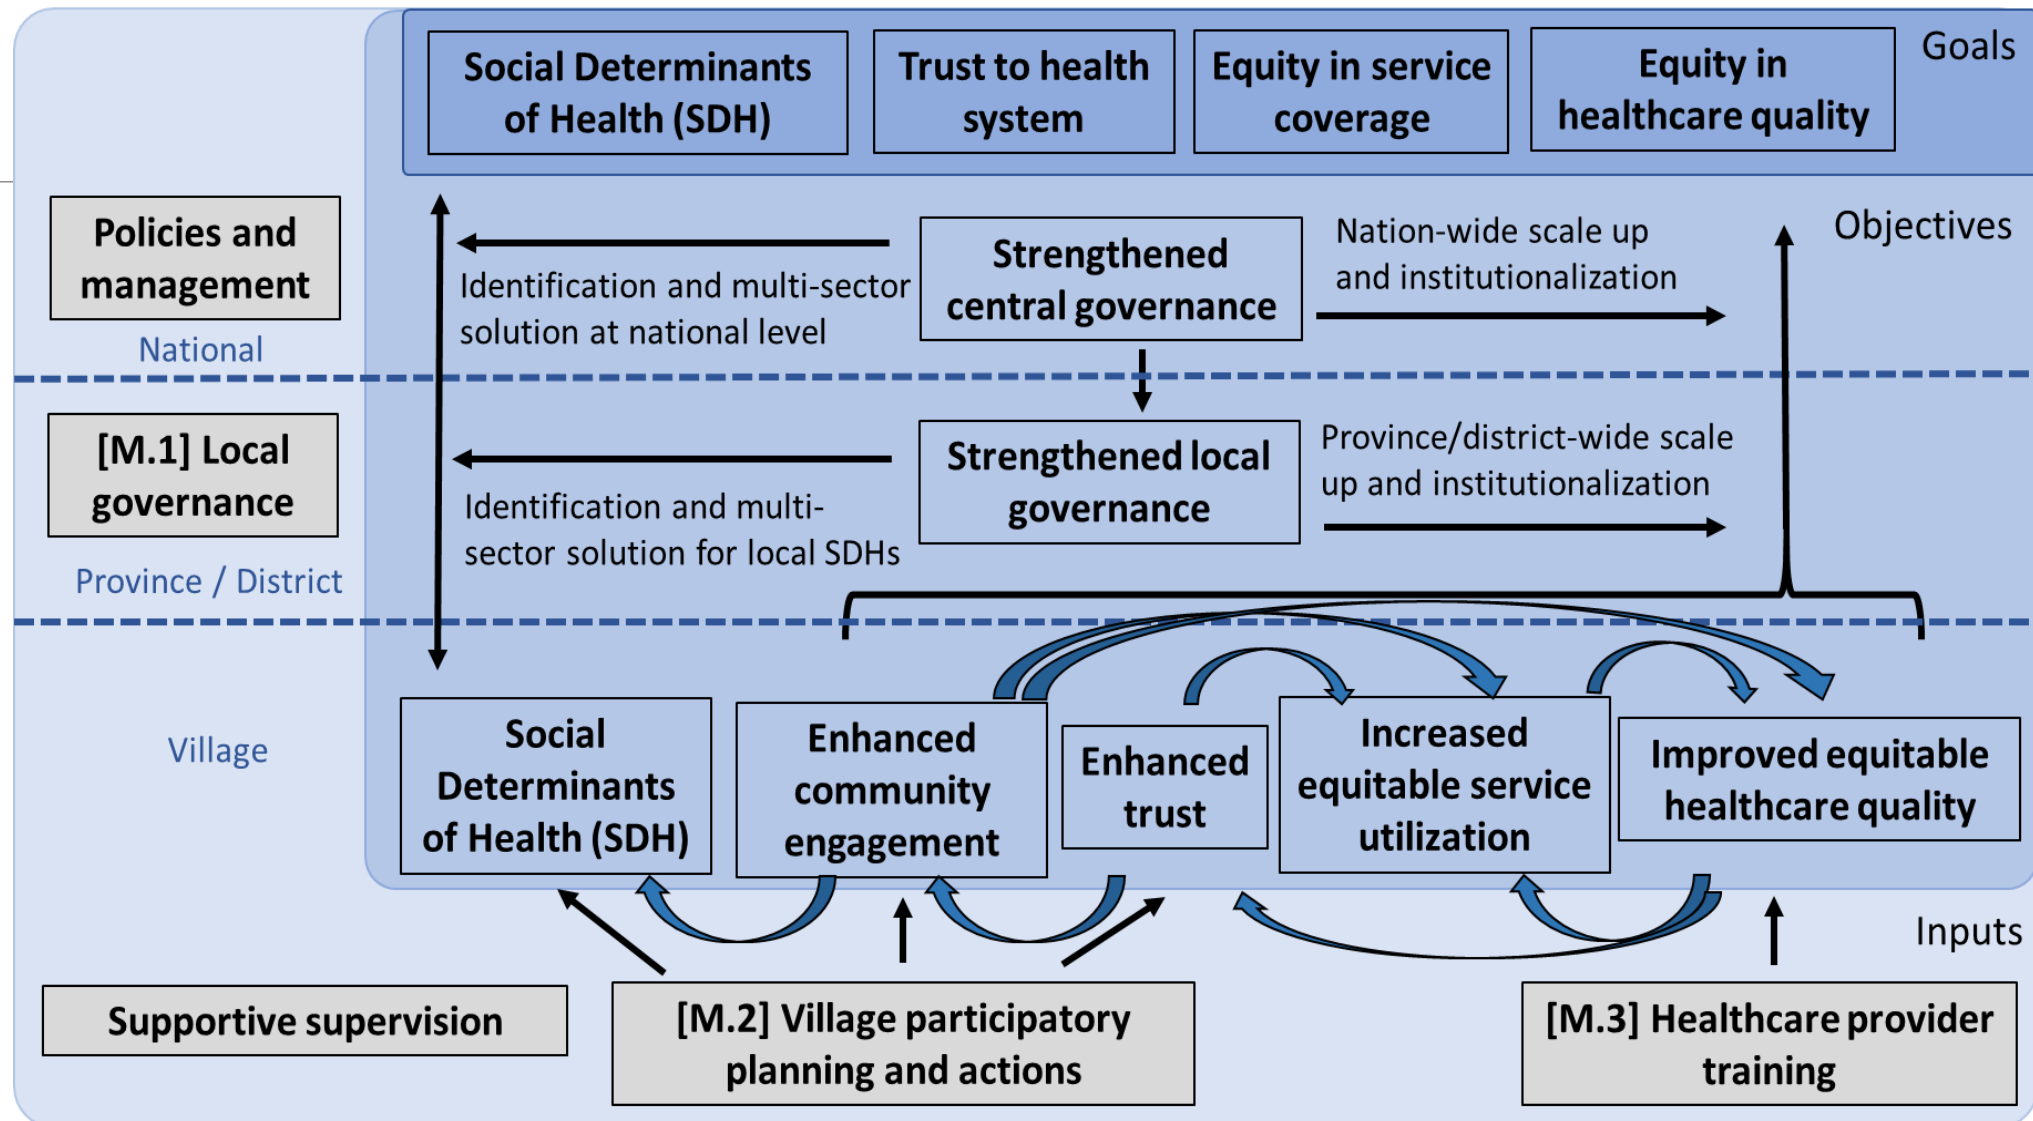 Goals
Social Determinants
of Health (SDH)
Trust to health
system
Equity in service
coverage
Equity in
healthcare quality
Objectives
Policies and
management
National
Identification and multi-sector
solution at national level
Strengthened
central governance
Nation-wide scale up
and institutionalization
[M.1] Local
governance
Province / District
Identification and multi-
sector solution for local SDHs
Strengthened local
governance
Province/district-wide scale
up and institutionalization
Village
Social
Determinants
of Health (SDH)
Enhanced
community
engagement
Enhanced
trust
Increased
equitable service
utilization
Improved equitable
healthcare quality
Inputs
Supportive supervision
[M.2] Village participatory
planning and actions
[M.3] Healthcare provider
training